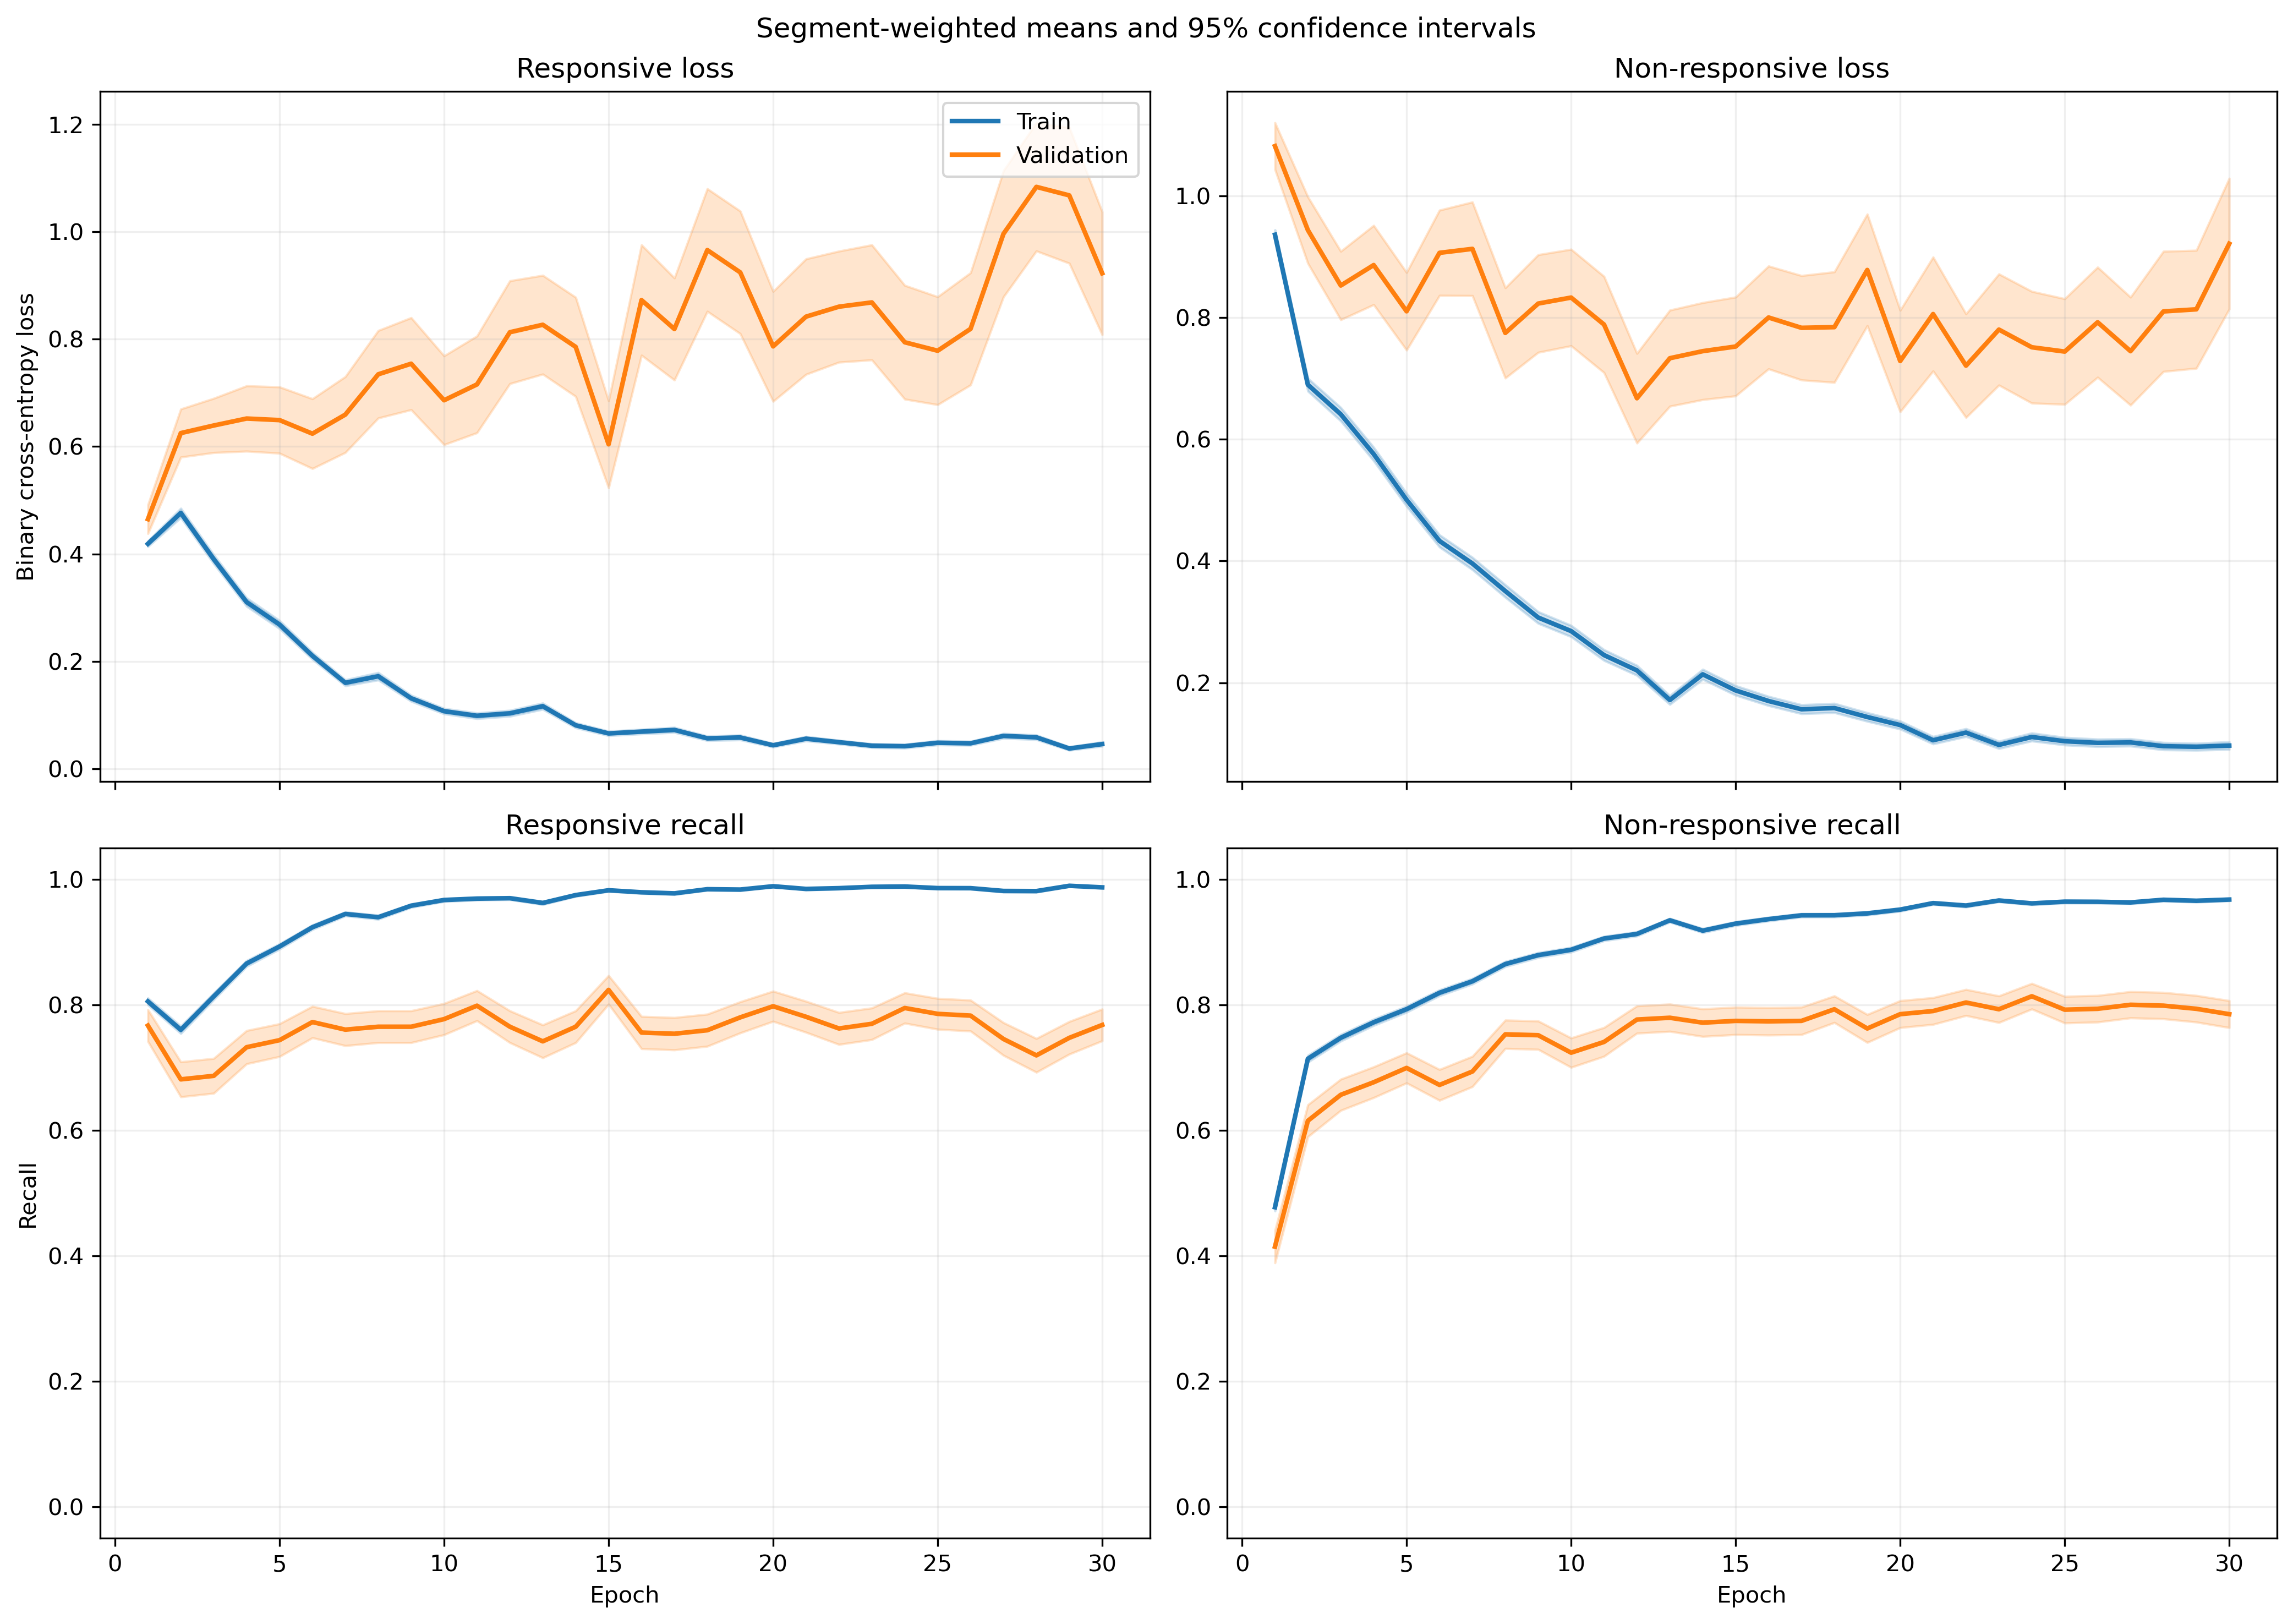 Segment-weighted means and 95% confidence intervals
Responsive loss
Train
Validation
Binary cross-entropy loss
1.2
1.0
0.8
0.6
0.4
0.2
0.0
Non-responsive loss
1.0
0.8
0.6
0.4
0.2
Responsive recall
Recall
1.0
0.8
0.6
0.4
0.2
0.0
0 5 10 15 20 25 30
Epoch
Non-responsive recall
1.0
0.8
0.6
0.4
0.2
0.0
0 5 10 15 20 25 30
Epoch